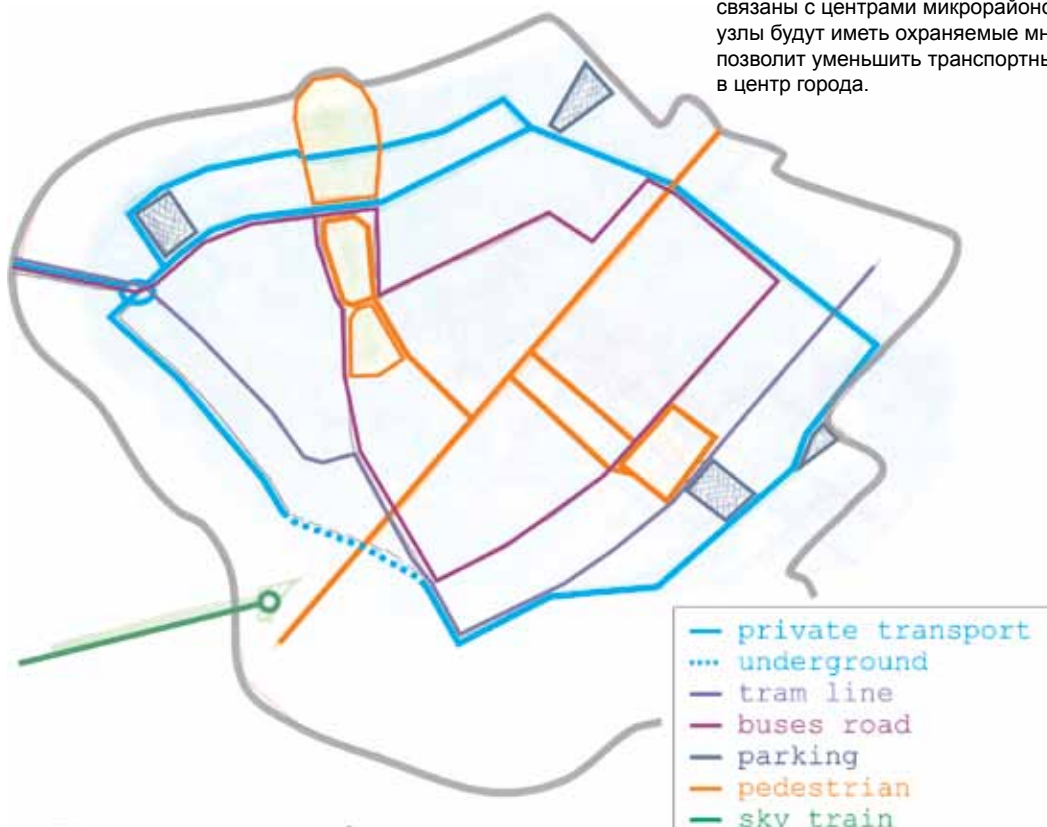 связаны с центрами микрорайоно
узлы будут иметь охраняемые мн
позволит уменьшить транспортны
в центр города.
private transport
underground
tram line
buses road
parking
pedestrian
sky train